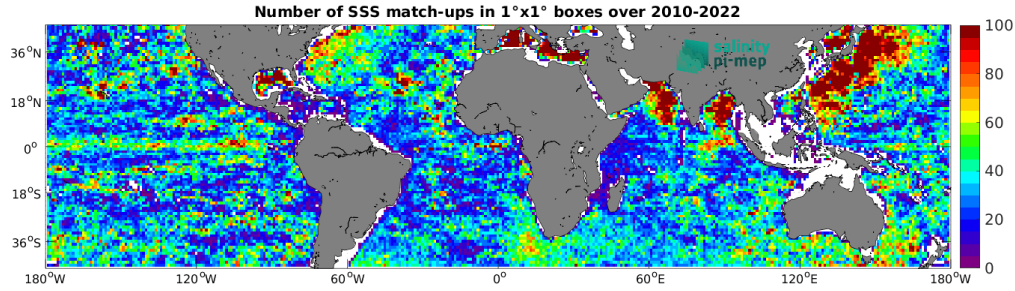 Number of SSS match-ups in 1°x1° boxes over 2010-2022
salinity
pi-mep
36°N
18°N
0°
18°S
36°S
180°W
120°W
60°W
0°
60°E
120°E
180°W
100
80
60
40
20
0